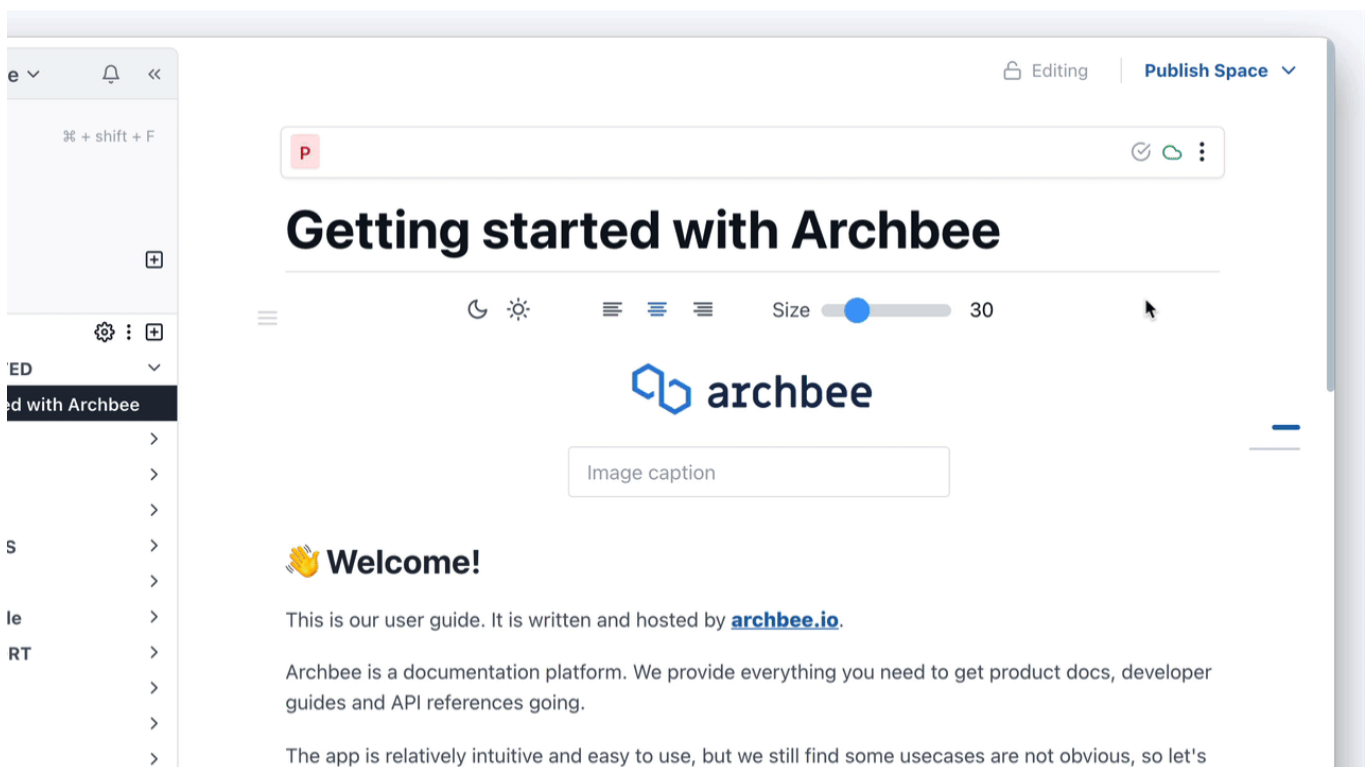 e
Editing
Publish Space
⌘ + shift + F
P
Getting started with Archbee
Size
30
ED
ed with Archbee
archbee
Image caption
S
👋 Welcome!
This is our user guide. It is written and hosted by archbee.io.
le
RT
Archbee is a documentation platform. We provide everything you need to get product docs, developer
guides and API references going.
The app is relatively intuitive and easy to use, but we still find some usecases are not obvious, so let's